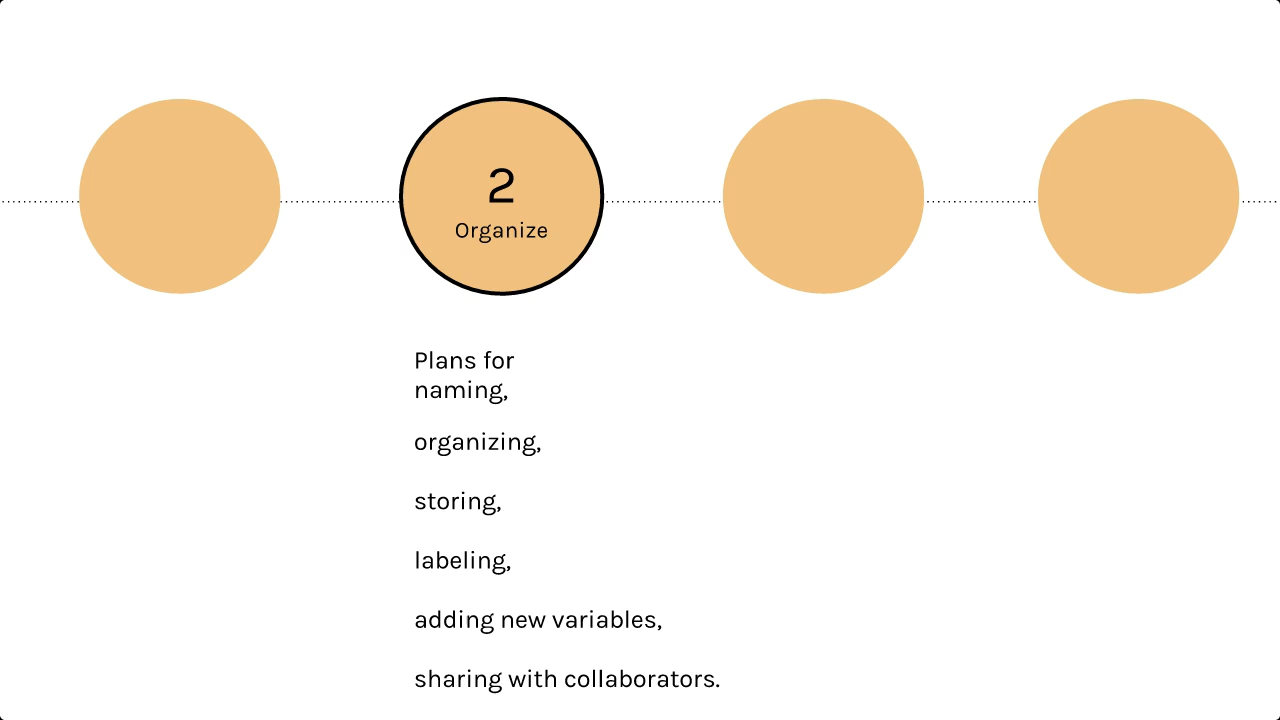 2
Organize
Plans for
naming,
organizing,
storing,
labeling,
adding new variables,
sharing with collaborators.